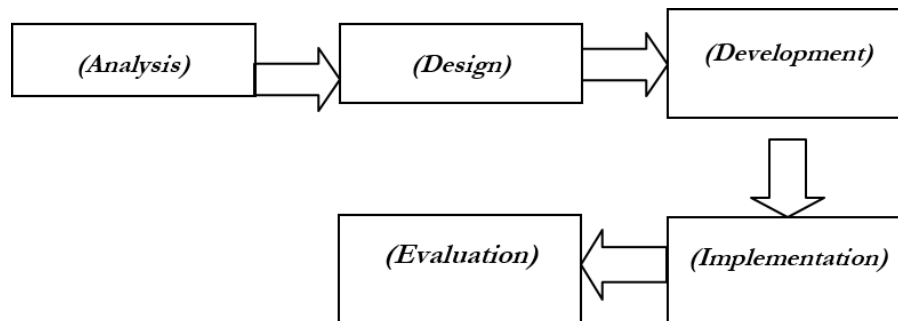 (Analysis)
(Design)
(Development)
(Implementation)
(Evaluation)